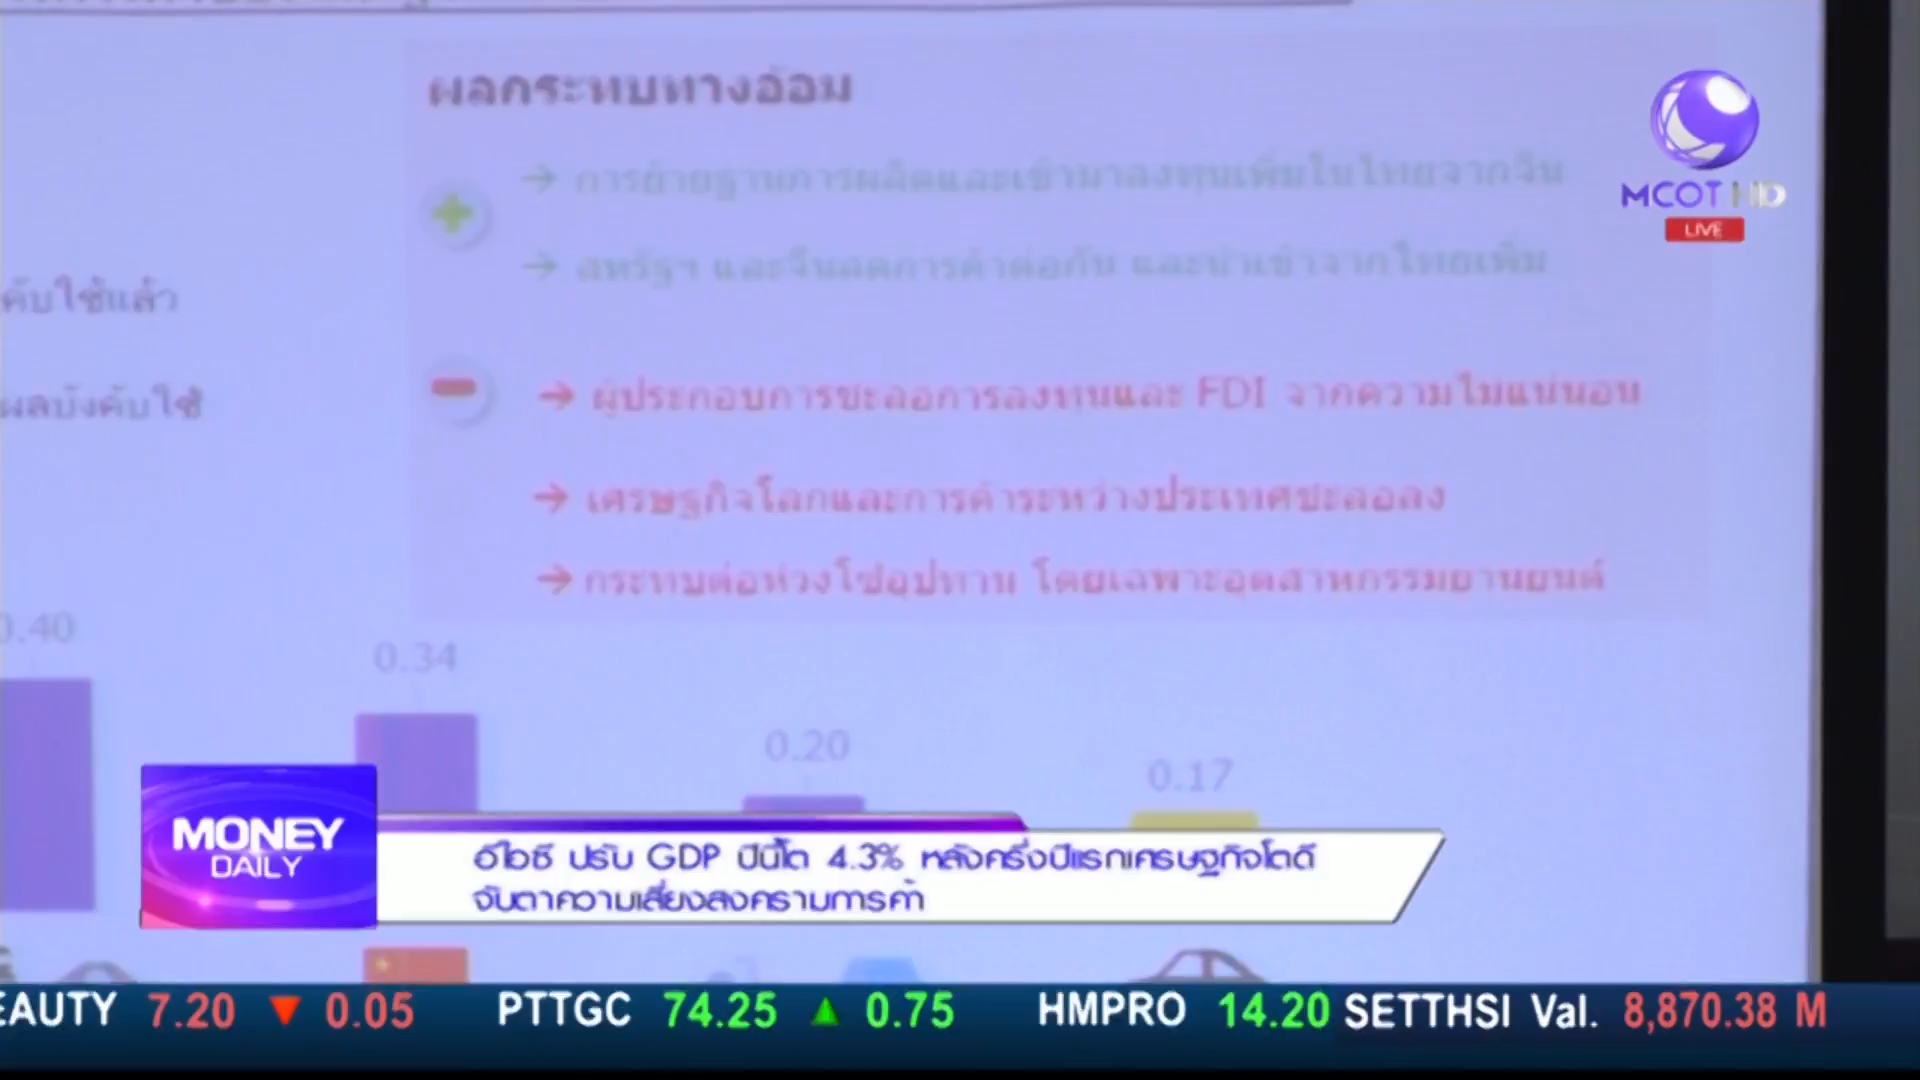 ผลกระทบทางอ้อม
MCOT HD
LIVE
→ การย้ายฐานการผลิตและเข้ามาลงทุนเพิ่มในไทยจากจีน
→ สหรัฐฯ และจีนลดการค้าต่อกัน และนำเข้าจากไทยเพิ่ม
คับใช้แล้ว
→ ผู้ประกอบการชะลอการลงทุนและ FDI จากความไม่แน่นอน
ผลบังคับใช้
→ เศรษฐกิจโลกและการค้าระหว่างประเทศชะลอลง
→ กระทบต่อห่วงโซ่อุปทาน โดยเฉพาะอุตสาหกรรมยานยนต์
0.40
0.34
0.20
0.17
MONEY
DAILY
อีไอซี ปรับ GDP ปีนี้โต 4.3% หลังครึ่งปีแรกเศรษฐกิจโตดี
จับตาความเสี่ยงสงครามการค้า
EAUTY 7.20 ▼ 0.05 PTTGC 74.25 ▲ 0.75 HMPRO 14.20 SETTHSI Val. 8,870.38 M